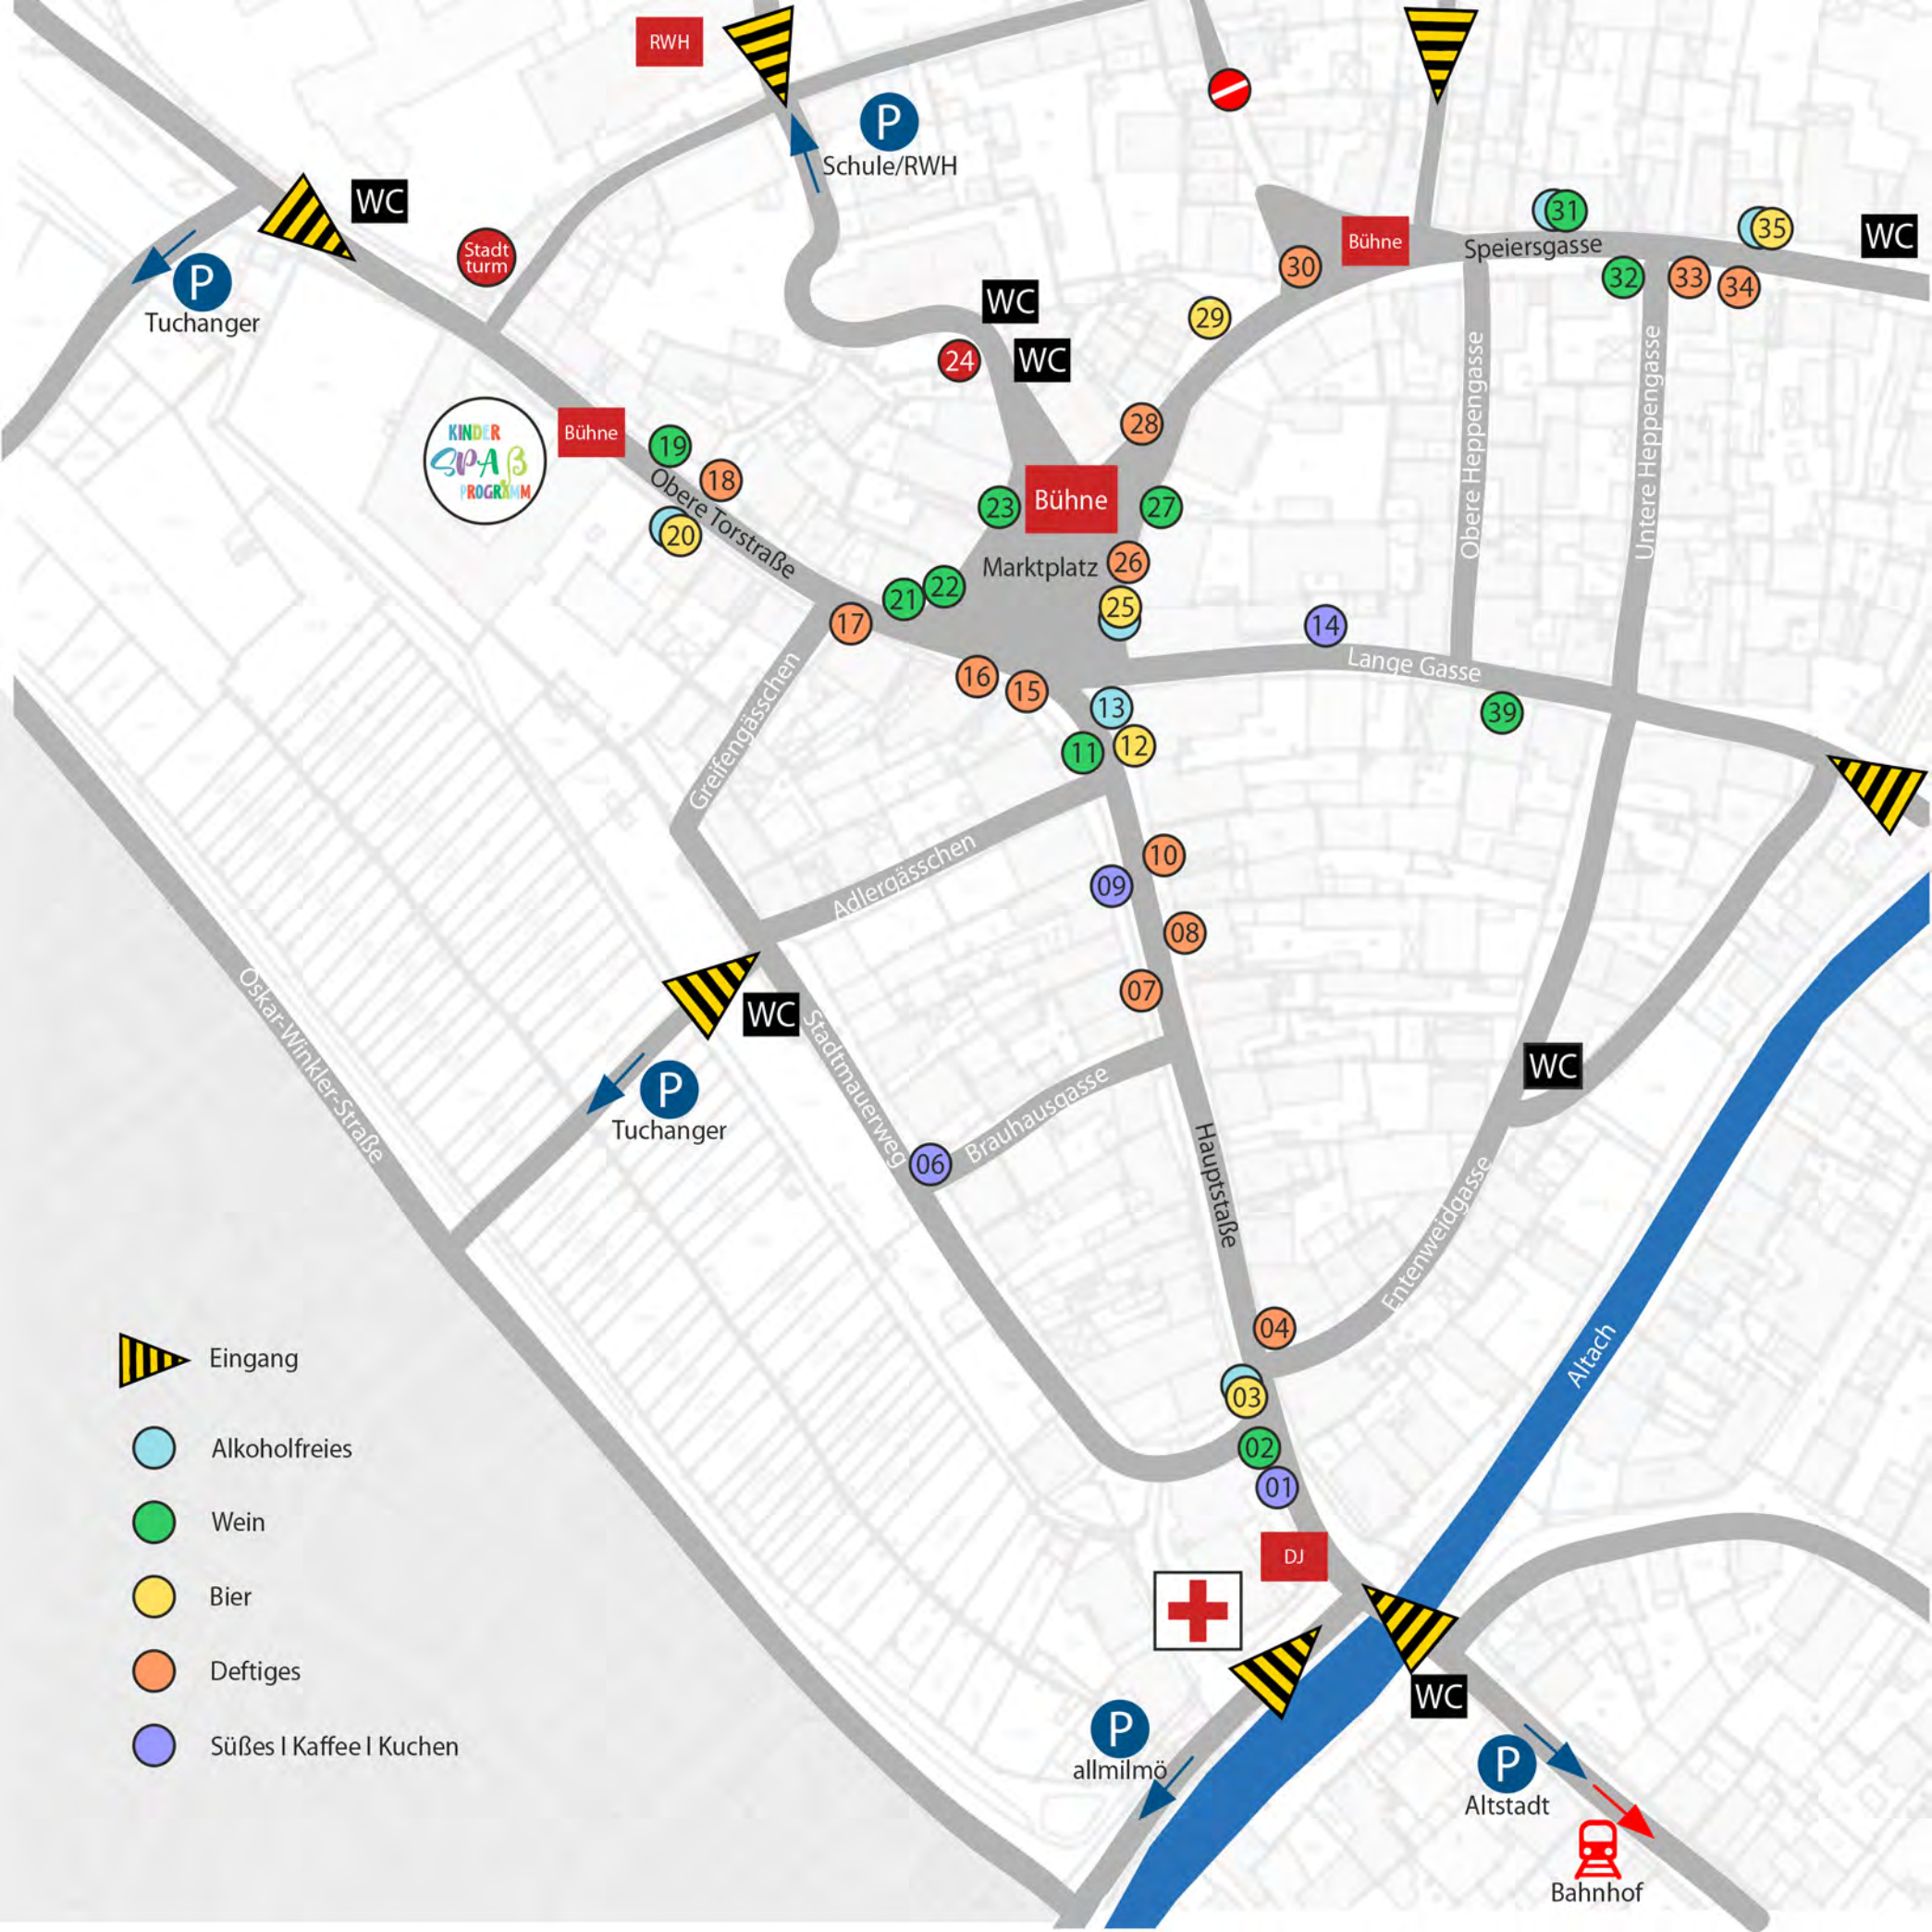 RWH
P
Schule/RWH
WC
Stadt
turm
P
Tuchanger
WC
WC
24
30
Bühne
31
Speiersgasse
35
WC
32
33
34
29
28
KINDER
SPAß
PROGRAMM
Bühne
19
18
Obere Torstraße
20
23
Bühne
27
Marktplatz
26
25
21
22
17
16
15
13
11
12
14
Lange Gasse
39
Obere Heppengasse
Untere Heppengasse
Greifengässchen
Adlergässchen
10
09
08
07
WC
P
Tuchanger
Oskar-Winkler-Straße
Stadtmauerweg
06
Brauhausgasse
Hauptstaße
WC
Entenweidgasse
Altach
04
03
02
01
DJ
WC
P
allmilmö
P
Altstadt
Bahnhof
Eingang
Alkoholfreies
Wein
Bier
Deftiges
Süßes I Kaffee I Kuchen